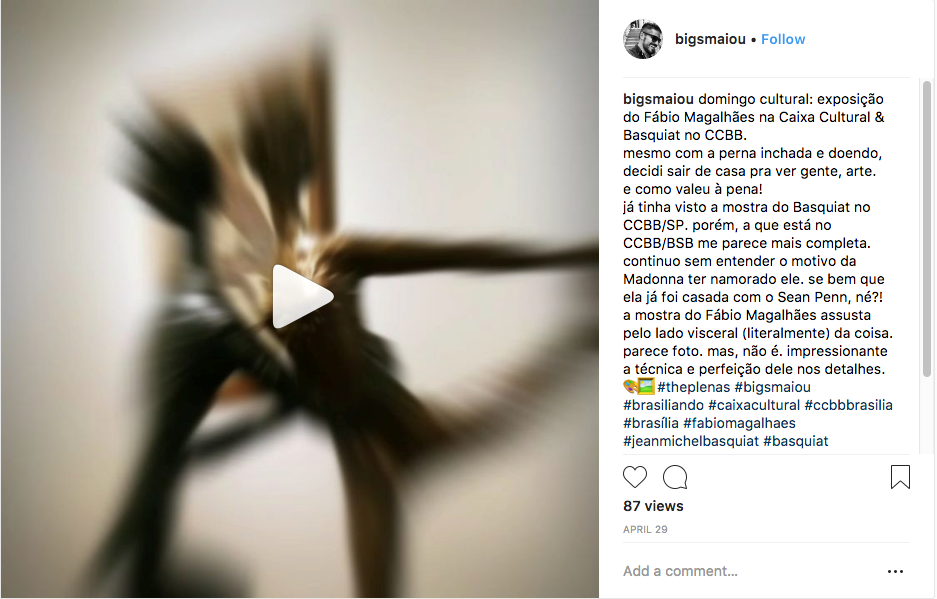 bigsmaiou • Follow
bigsmaiou domingo cultural: exposição
do Fábio Magalhães na Caixa Cultural &
Basquiat no CCBB.
mesmo com a perna inchada e doendo,
decidi sair de casa pra ver gente, arte.
e como valeu à pena!
já tinha visto a mostra do Basquiat no
CCBB/SP. porém, a que está no
CCBB/BSB me parece mais completa.
continuo sem entender o motivo da
Madonna ter namorado ele. se bem que
ela já foi casada com o Sean Penn, né?!
a mostra do Fábio Magalhães assusta
pelo lado visceral (literalmente) da coisa.
parece foto. mas, não é. impressionante
a técnica e perfeição dele nos detalhes.
🎨🖼️#theplenas #bigsmaiou
#brasiliando #caixacultural #ccbbbrasilia
#brasília #fabiomagalhaes
#jeanmichelbasquiat #basquiat
87 views
APRIL 29
Add a comment...